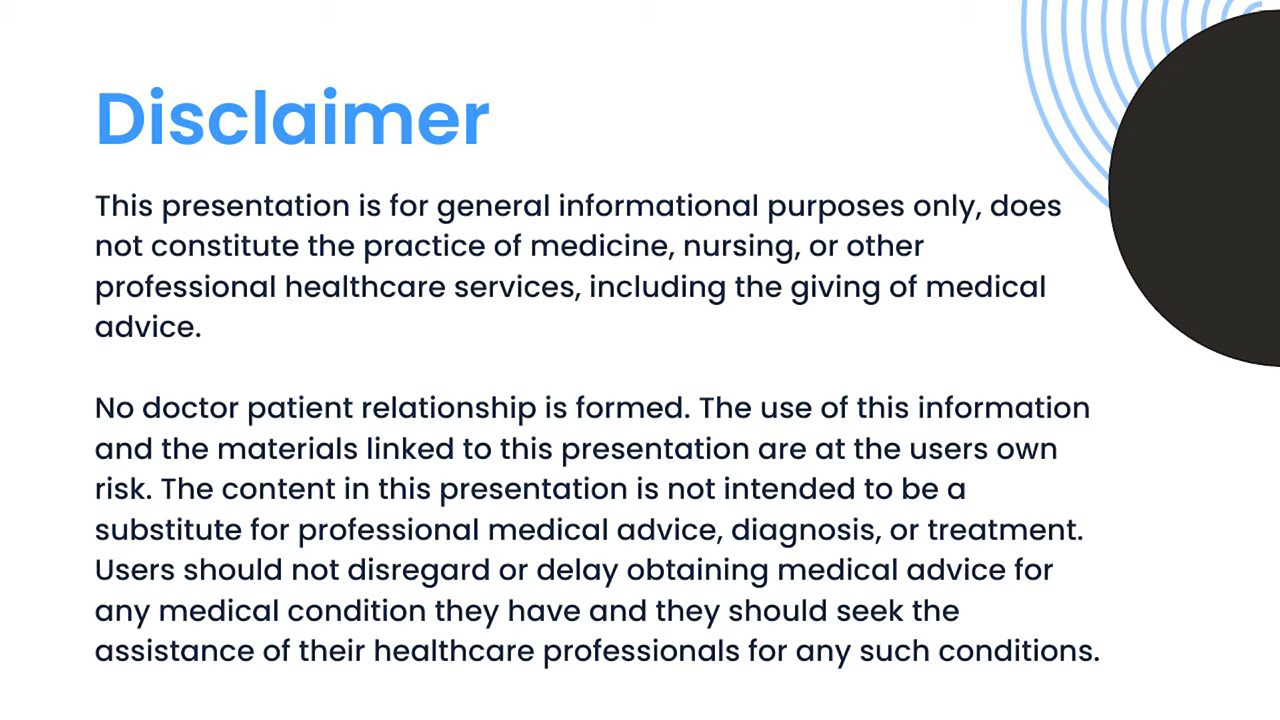 Disclaimer
This presentation is for general informational purposes only, does
not constitute the practice of medicine, nursing, or other
professional healthcare services, including the giving of medical
advice.
No doctor patient relationship is formed. The use of this information
and the materials linked to this presentation are at the users own
risk. The content in this presentation is not intended to be a
substitute for professional medical advice, diagnosis, or treatment.
Users should not disregard or delay obtaining medical advice for
any medical condition they have and they should seek the
assistance of their healthcare professionals for any such conditions.